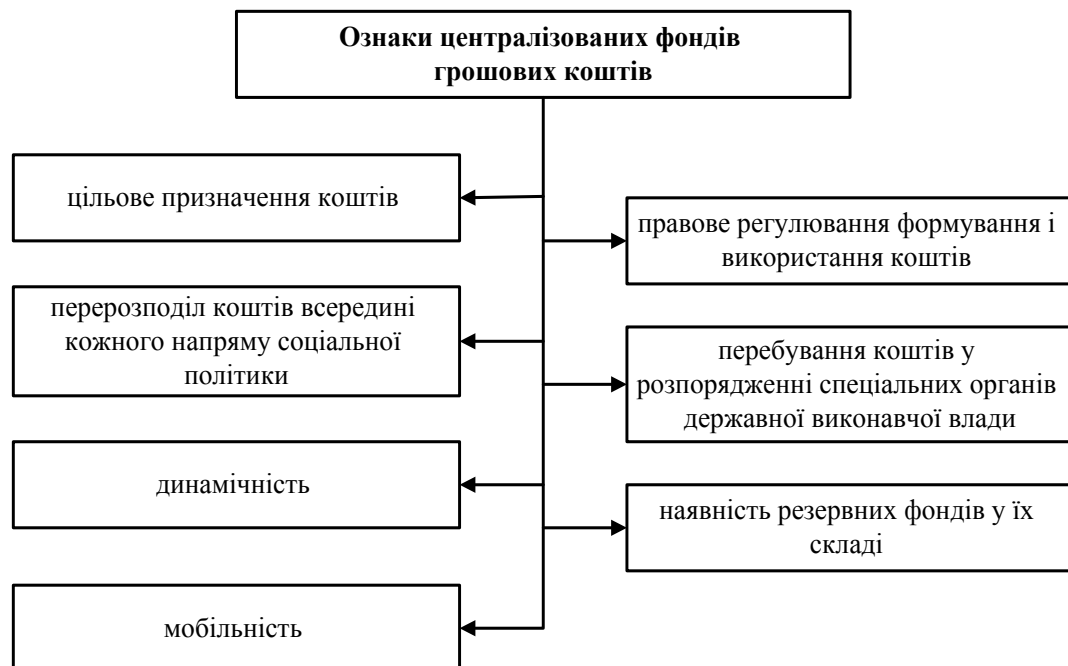 Ознаки централізованих фондів
грошових коштів
цільове призначення коштів
правове регулювання формування і
використання коштів
перерозподіл коштів всередині
кожного напряму соціальної
політики
перебування коштів у
розпорядженні спеціальних органів
державної виконавчої влади
динамічність
наявність резервних фондів у їх
складі
мобільність